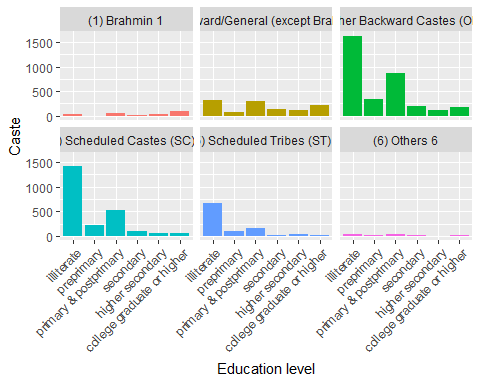 (1) Brahmin 1
ward/General (except Bra
her Backward Castes (O
1500
1000
500
0
) Scheduled Castes (SC)
) Scheduled Tribes (ST)
(6) Others 6
1500
1000
500
0
Caste
illiterate
preprimary
primary & postprimary
secondary
higher secondary
college graduate or higher
illiterate
preprimary
primary & postprimary
secondary
higher secondary
college graduate or higher
illiterate
preprimary
primary & postprimary
secondary
higher secondary
college graduate or higher
Education level